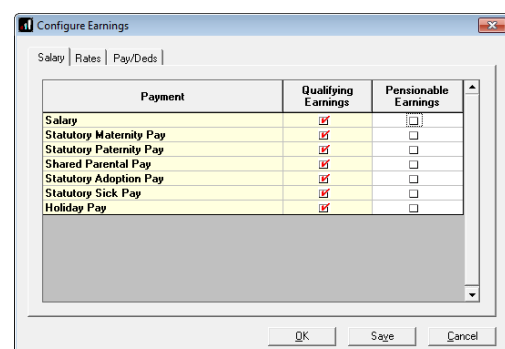 Configure Earnings
Salary Rates Pay/Deds
Payment Qualifying Earnings Pensionable Earnings
Salary
Statutory Maternity Pay
Statutory Paternity Pay
Shared Parental Pay
Statutory Adoption Pay
Statutory Sick Pay
Holiday Pay
OK Save Cancel